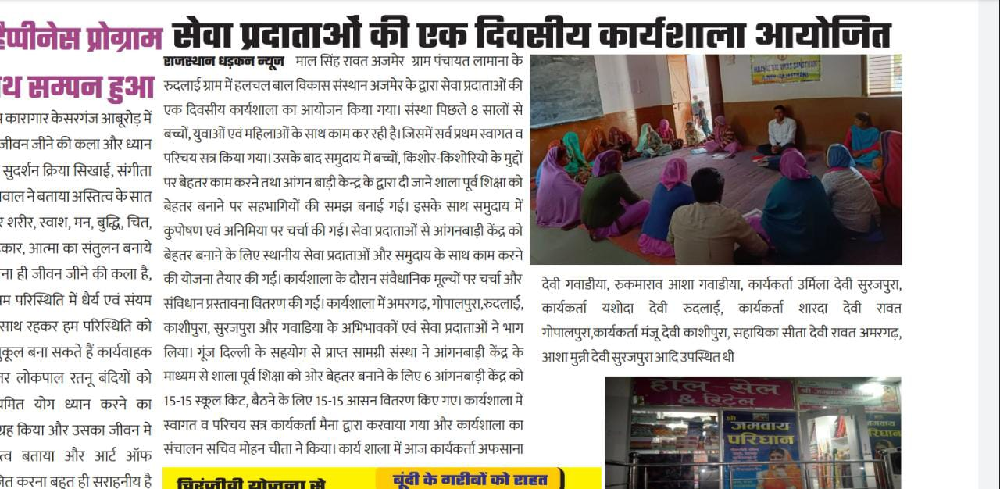 हैप्पीनेस प्रोग्राम
थ सम्पन हुआ
कारागार केसरगंज आबूरोड़ में
जीवन जीने की कला और ध्यान
सुदर्शन क्रिया सिखाई, संगीता
वाल ने बताया अस्तित्व के सात
शरीर, स्वाश, मन, बुद्धि, चित,
कार, आत्मा का संतुलन बनाये
ना ही जीवन जीने की कला है,
म परिस्थिति में धैर्य एवं संयम
साथ रहकर हम परिस्थिति को
कूल बना सकते हैं कार्यवाहक
लर लोकपाल रतनू बंदियों को
यमित योग ध्यान करने का
ग्रह किया और उसका जीवन मे
त्व बताया और आर्ट ऑफ
जित करना बहुत ही सराहनीय है
सेवा प्रदाताओं की एक दिवसीय कार्यशाला आयोजित
राजस्थान धड़कन न्यूज माल सिंह रावत अजमेर ग्राम पंचायत लामाना के
रुदलाई ग्राम में हलचल बाल विकास संस्थान अजमेर के द्वारा सेवा प्रदाताओं की
एक दिवसीय कार्यशाला का आयोजन किया गया। संस्था पिछले 8 सालों से
बच्चों, युवाओं एवं महिलाओं के साथ काम कर रही है।जिसमें सर्व प्रथम स्वागत व
परिचय सत्र किया गया। उसके बाद समुदाय में बच्चों, किशोर-किशोरियो के मुद्दों
पर बेहतर काम करने तथा आंगन बाड़ी केन्द्र के द्वारा दी जाने शाला पूर्व शिक्षा को
बेहतर बनाने पर सहभागियों की समझ बनाई गई। इसके साथ समुदाय में
कुपोषण एवं अनिमिया पर चर्चा की गई। सेवा प्रदाताओं से आंगनबाड़ी केंद्र को
बेहतर बनाने के लिए स्थानीय सेवा प्रदाताओं और समुदाय के साथ काम करने
की योजना तैयार की गई। कार्यशाला के दौरान संवैधानिक मूल्यों पर चर्चा और
संविधान प्रस्तावना वितरण की गई। कार्यशाला में अमरगढ़, गोपालपुरा,रुदलाई,
काशीपुरा, सुरजपुरा और गवाडिया के अभिभावकों एवं सेवा प्रदाताओं ने भाग
लिया। गूंज दिल्ली के सहयोग से प्राप्त सामग्री संस्था ने आंगनबाड़ी केंद्र के
माध्यम से शाला पूर्व शिक्षा को ओर बेहतर बनाने के लिए 6 आंगनबाड़ी केंद्र को
15-15 स्कूल किट, बैठने के लिए 15-15 आसन वितरण किए गए। कार्यशाला में
स्वागत व परिचय सत्र कार्यकर्ता मैना द्वारा करवाया गया और कार्यशाला का
संचालन सचिव मोहन चीता ने किया। कार्य शाला में आज कार्यकर्ता अफसाना
HULCHAL BAL VIKAS SANSTHAN
AJMER (RAJASTHAN)
देवी गवाडीया, रुकमाराव आशा गवाडीया, कार्यकर्ता उर्मिला देवी सुरजपुरा,
कार्यकर्ता यशोदा देवी रुदलाई, कार्यकर्ता शारदा देवी रावत
गोपालपुरा,कार्यकर्ता मंजू देवी काशीपुरा, सहायिका सीता देवी रावत अमरगढ़,
आशा मुन्नी देवी सुरजपुरा आदि उपस्थित थी
हॉल-सेल
& रिटेल
श्री
जमवाय
परिधान
चिरंजीवी योजना से
बूंदी के गरीबों को राहत